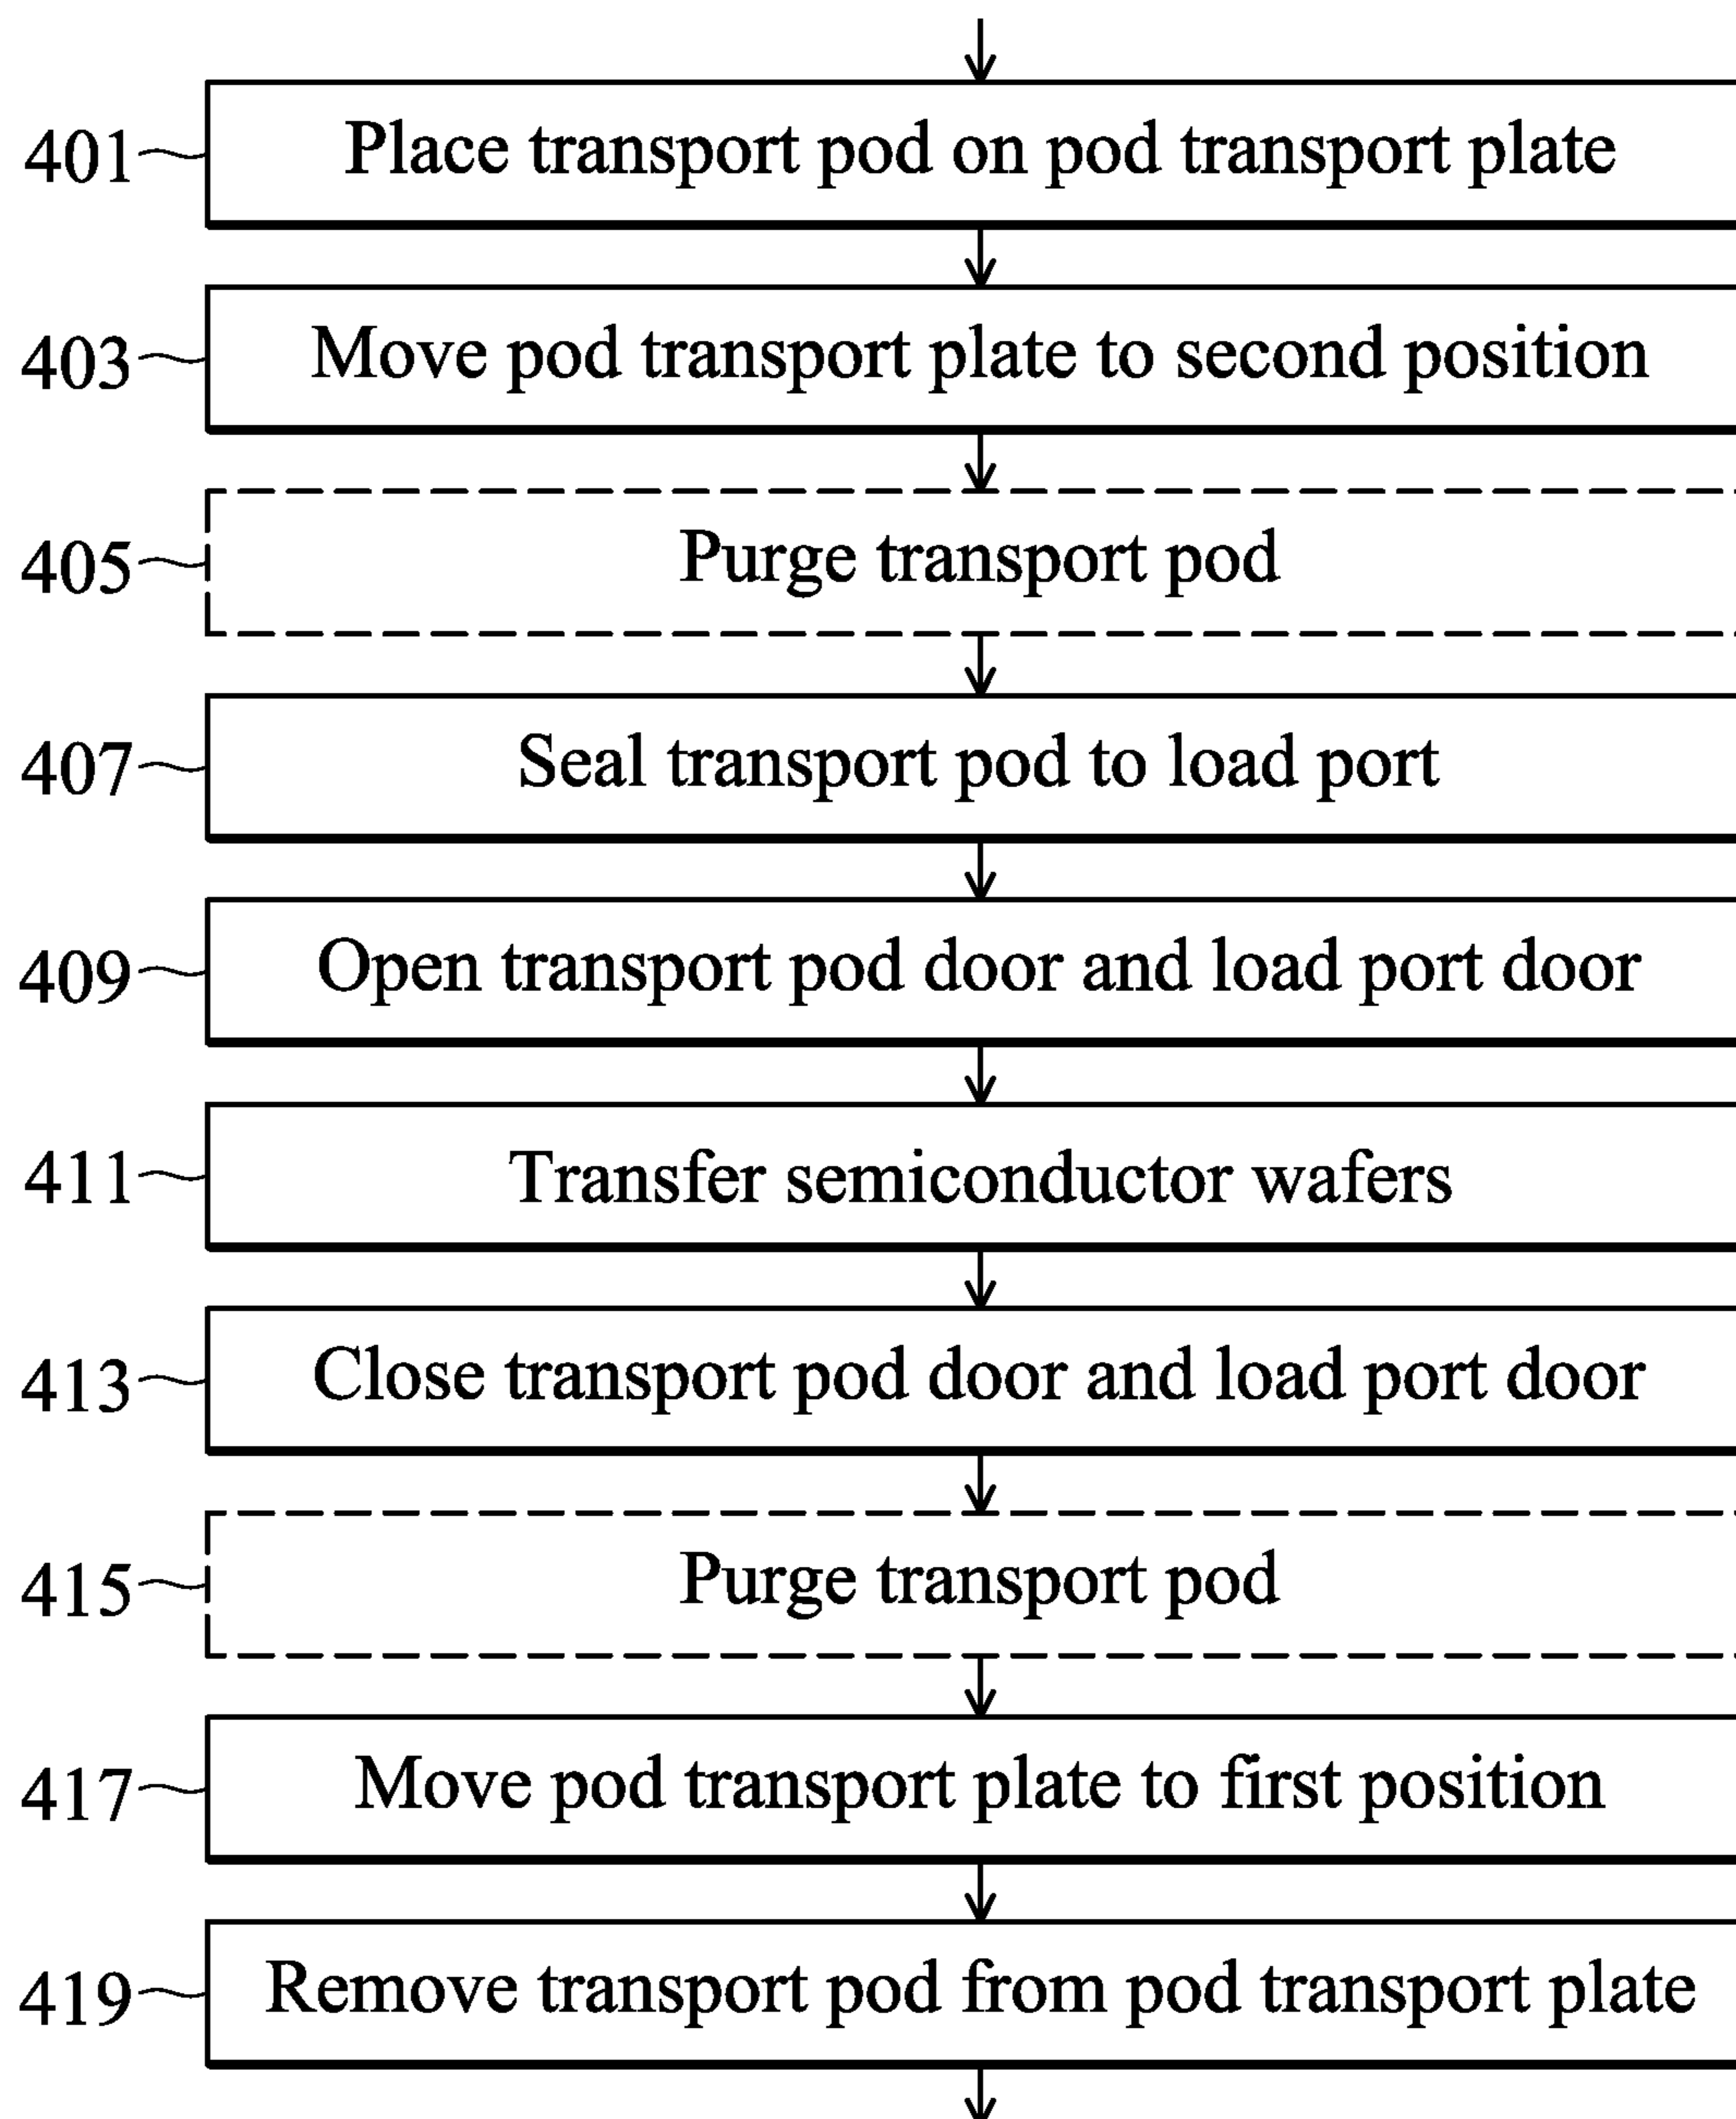 401 Place transport pod on pod transport plate
403 Move pod transport plate to second position
405 Purge transport pod
407 Seal transport pod to load port
409 Open transport pod door and load port door
411 Transfer semiconductor wafers
413 Close transport pod door and load port door
415 Purge transport pod
417 Move pod transport plate to first position
419 Remove transport pod from pod transport plate